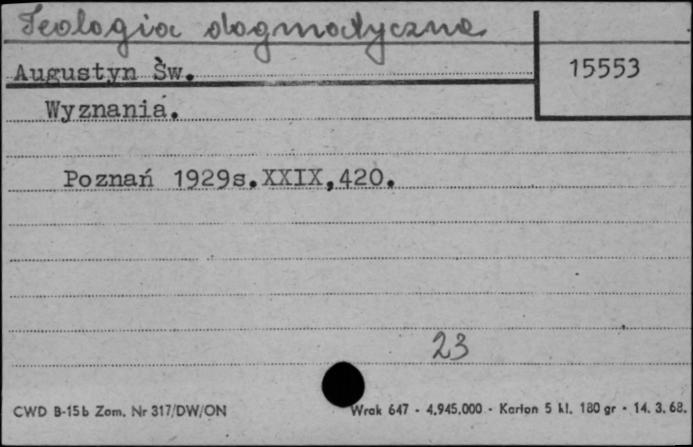 Teologia dogmatyczna
Augustyn Św.
15553
Wyznania.
Poznań 1929s.XXIX,420.
23
CWD B-15b Zam. Nr 317/DW/ON
Wrak 647 - 4.945.000 - Karton 5 kl. 180 gr - 14. 3. 68.